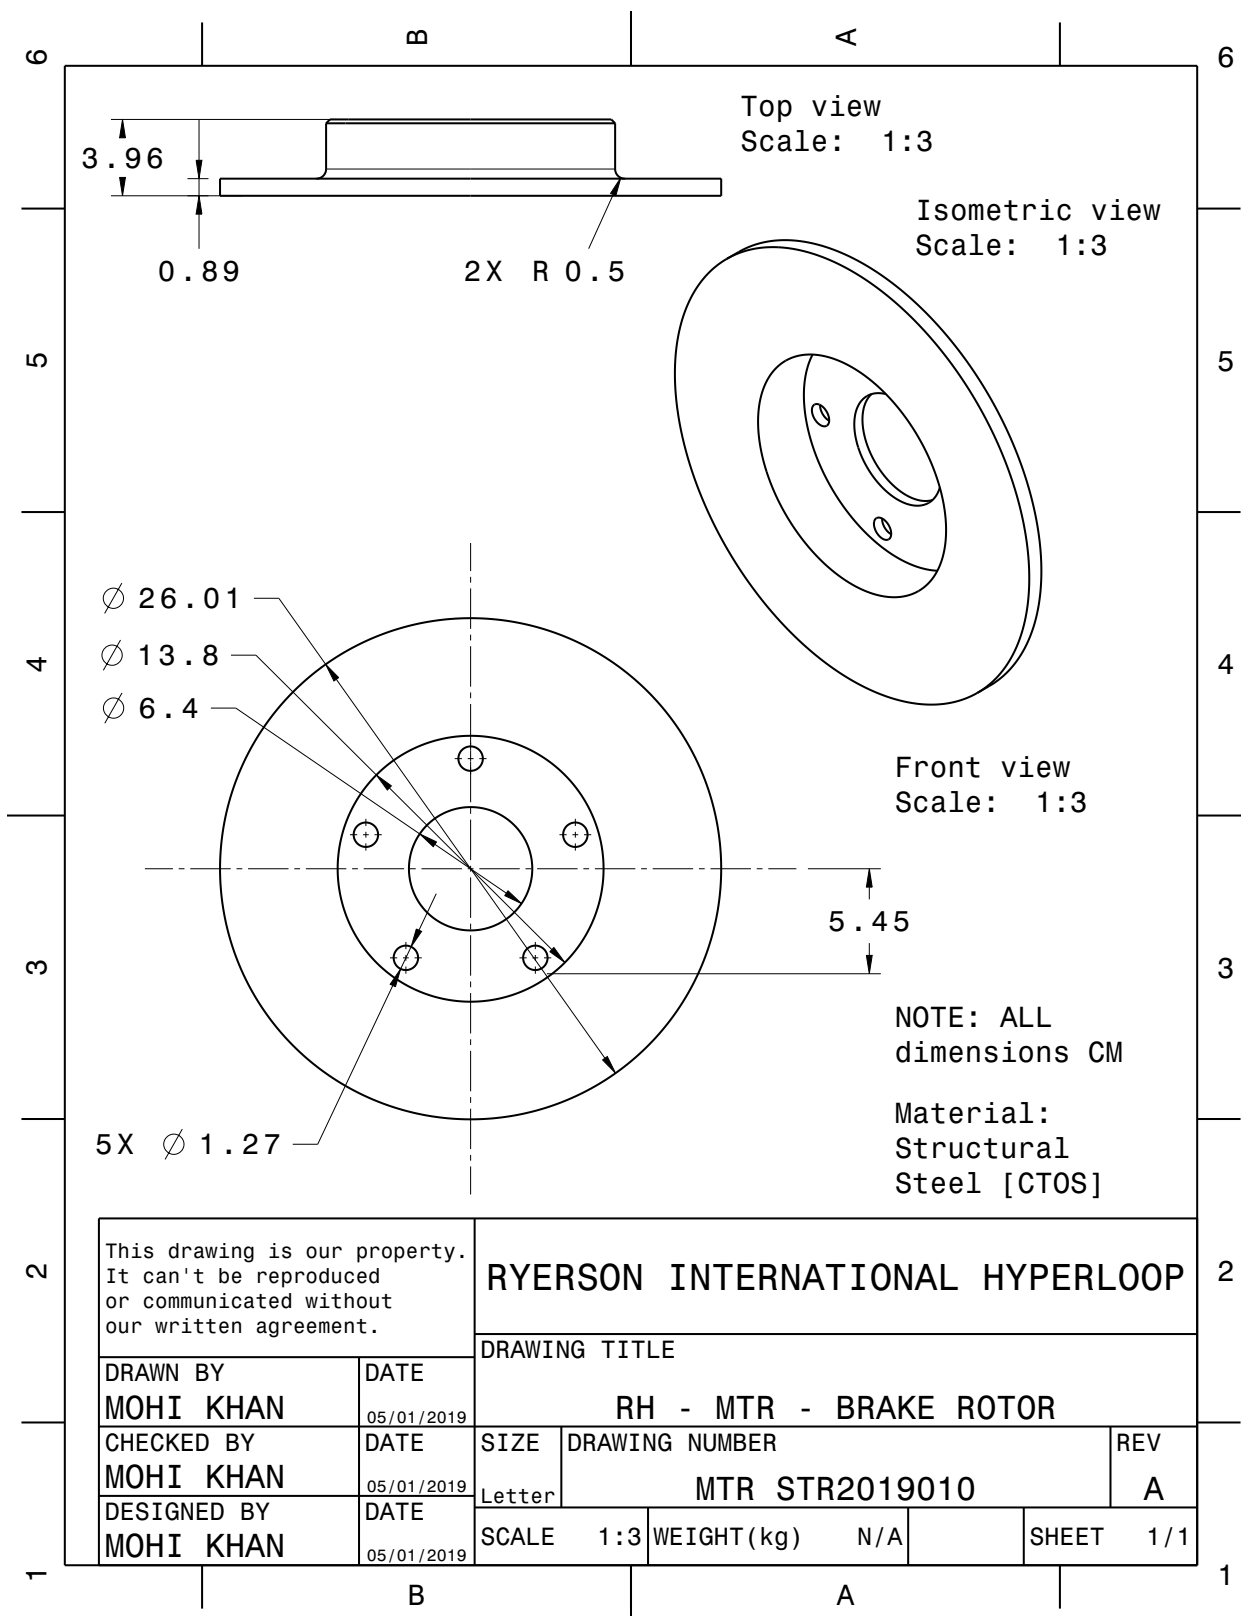 B A
6 6
Top view
Scale: 1:3
3.96
0.89
2X R 0.5
Isometric view
Scale: 1:3
5 5
Ø 26.01
Ø 13.8
Ø 6.4
4 4
Front view
Scale: 1:3
5.45
3 3
NOTE: ALL
dimensions CM
5X Ø 1.27
Material:
Structural
Steel [CTOS]
2 2
This drawing is our property.
It can't be reproduced
or communicated without
our written agreement.
RYERSON INTERNATIONAL HYPERLOOP
DRAWING TITLE
RH - MTR - BRAKE ROTOR
DRAWN BY DATE
MOHI KHAN 05/01/2019
CHECKED BY DATE
MOHI KHAN 05/01/2019
DESIGNED BY DATE
MOHI KHAN 05/01/2019
SIZE DRAWING NUMBER REV
Letter MTR STR2019010 A
SCALE 1:3 WEIGHT(kg) N/A SHEET 1/1
1 1
B A